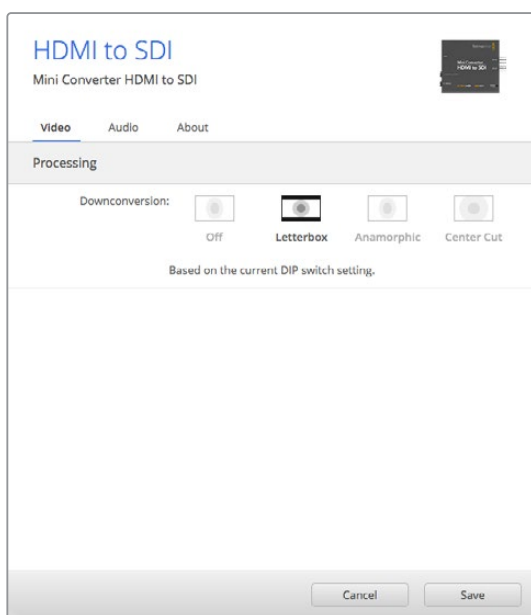 HDMI to SDI
Mini Converter HDMI to SDI
Video Audio About
Processing
Downconversion:
Off Letterbox Anamorphic Center Cut
Based on the current DIP switch setting.
Cancel Save